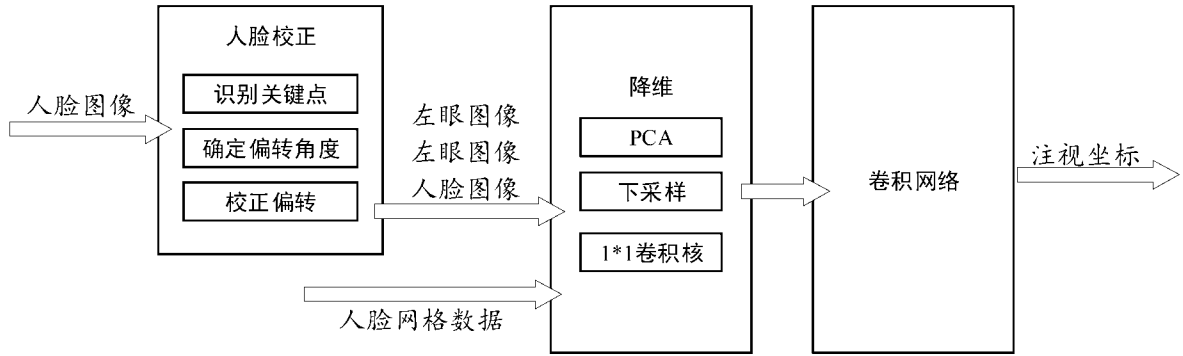 人脸图像
人脸校正
识别关键点
确定偏转角度
校正偏转
左眼图像
左眼图像
人脸图像
人脸网格数据
降维
PCA
下采样
1*1卷积核
卷积网络
注视坐标